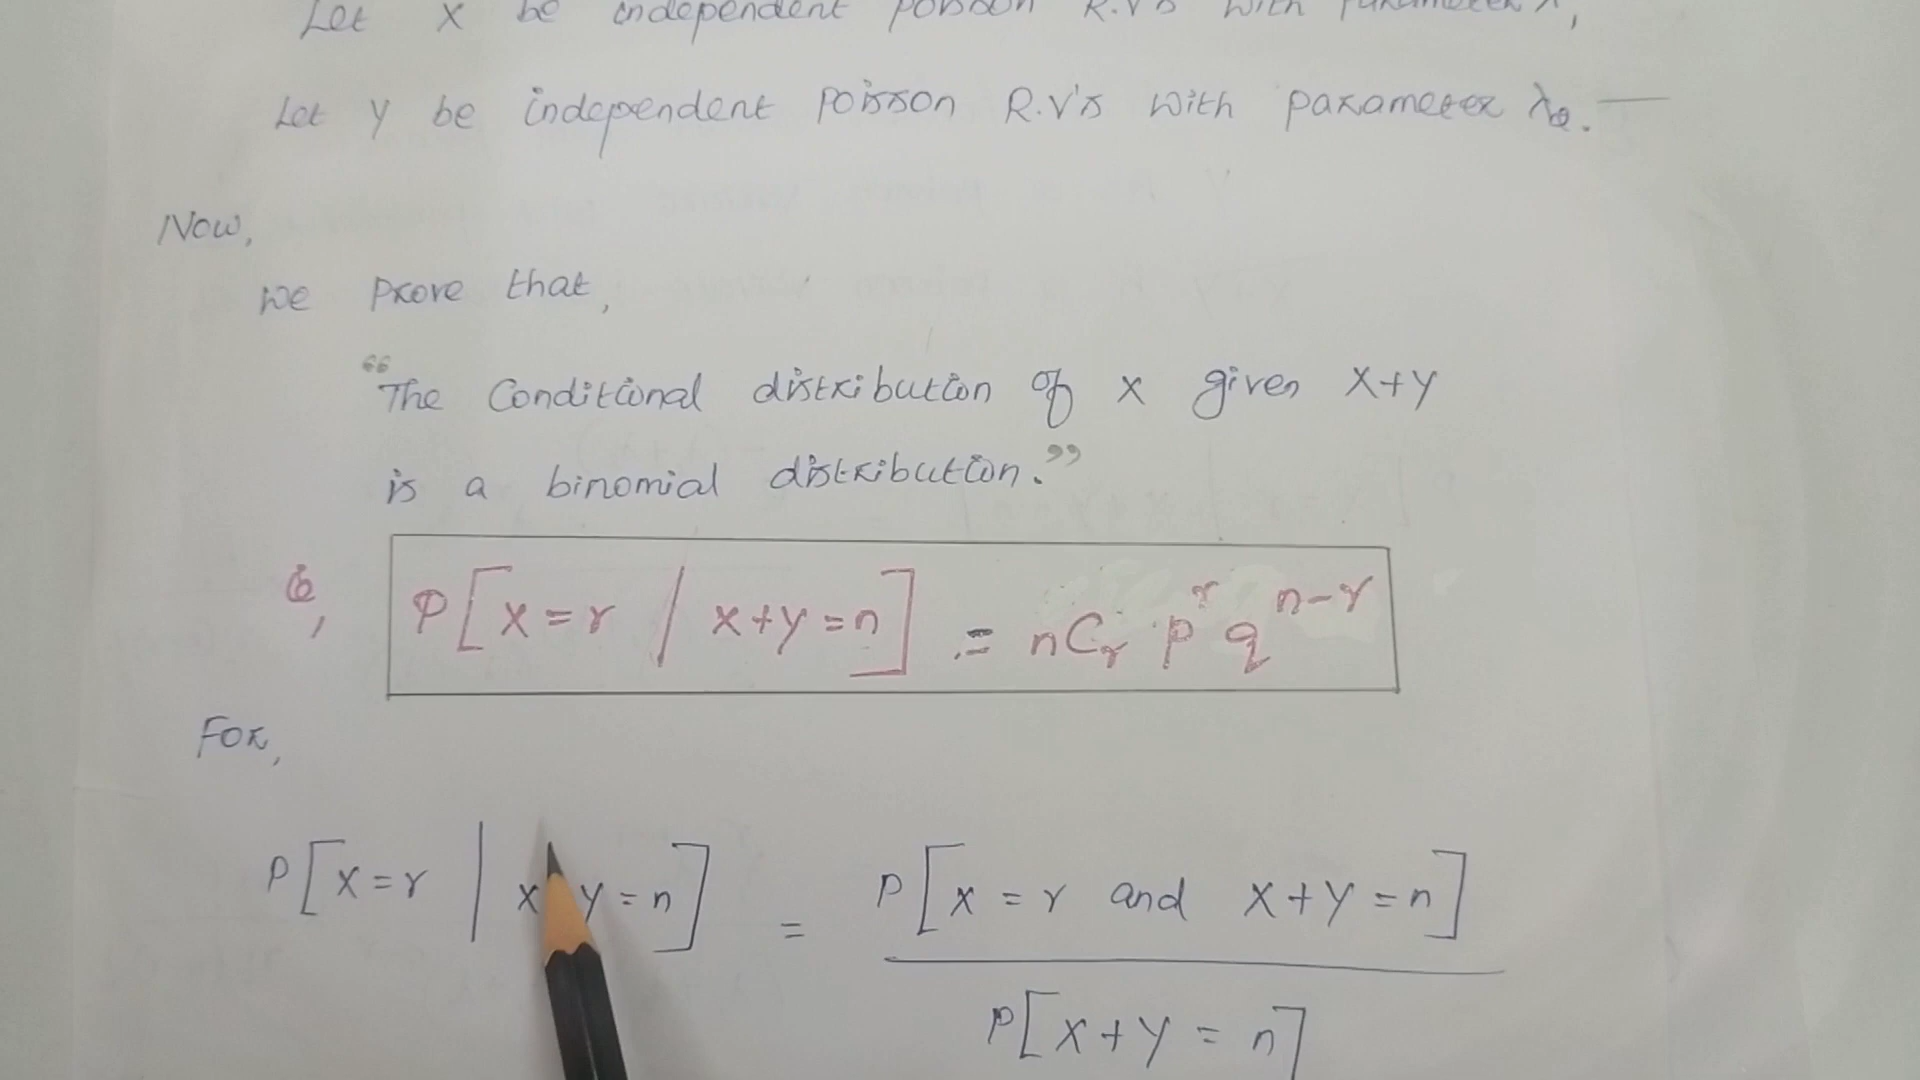 Let X be independent poisson R.V's with parameter λ,
Let Y be independent Poisson R.V's with parameter λ₂.
Now,
we prove that,
“The Conditional distribution of X given X+Y
is a binomial distribution.”
P[X=r / X+Y=n] = nCr p^r q^n-r
For,
P[X=r | X Y=n] = P[X=r and X+Y=n]
P[X+Y=n]